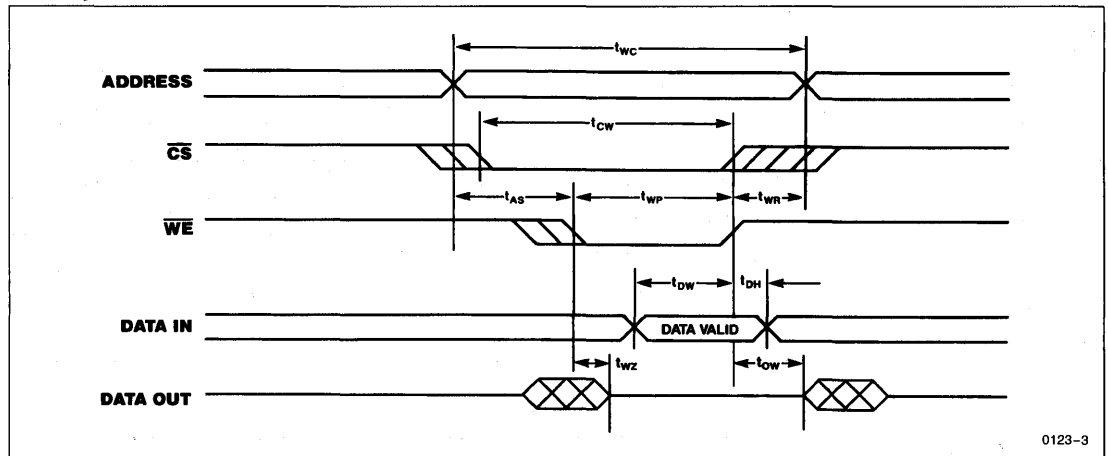 tWC
ADDRESS
tCW
CS
tAS
tWP
tWR
WE
tDW
tDH
DATA IN
DATA VALID
tWZ
tOW
DATA OUT
0123-3